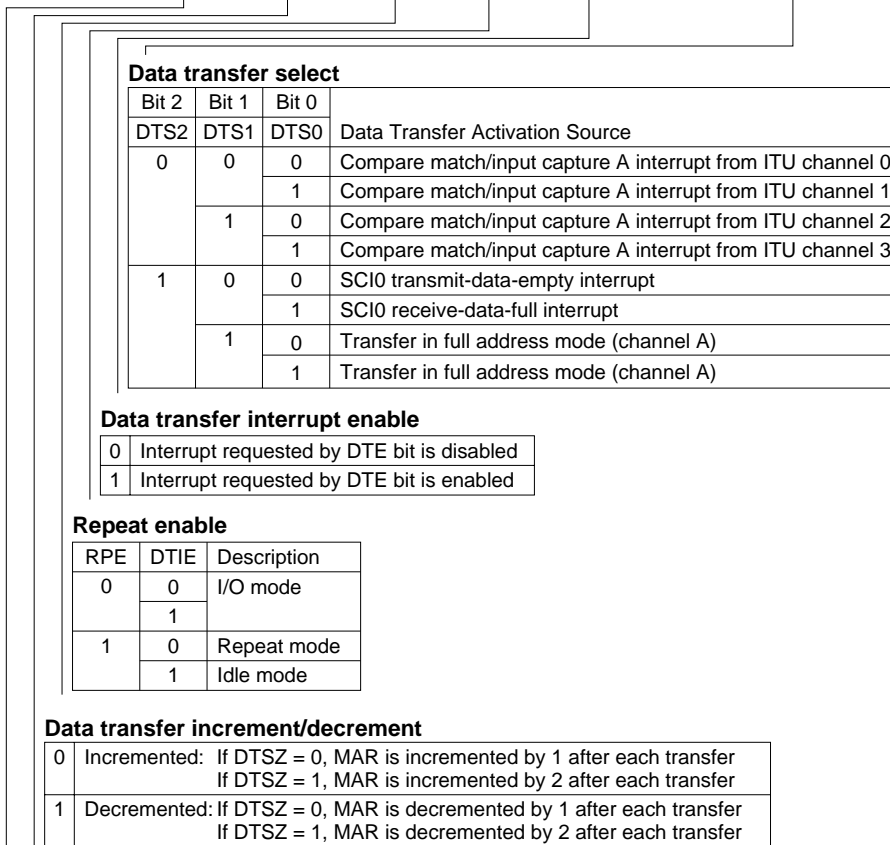 Data transfer select
Bit 2 Bit 1 Bit 0
DTS2 DTS1 DTS0 Data Transfer Activation Source
0 0 0 Compare match/input capture A interrupt from ITU channel 0
1 Compare match/input capture A interrupt from ITU channel 1
1 0 Compare match/input capture A interrupt from ITU channel 2
1 Compare match/input capture A interrupt from ITU channel 3
1 0 0 SCI0 transmit-data-empty interrupt
1 SCI0 receive-data-full interrupt
1 0 Transfer in full address mode (channel A)
1 Transfer in full address mode (channel A)
Data transfer interrupt enable
0 Interrupt requested by DTE bit is disabled
1 Interrupt requested by DTE bit is enabled
Repeat enable
RPE DTIE Description
0 0 I/O mode
1
1 0 Repeat mode
1 Idle mode
Data transfer increment/decrement
0 Incremented: If DTSZ = 0, MAR is incremented by 1 after each transfer
If DTSZ = 1, MAR is incremented by 2 after each transfer
1 Decremented: If DTSZ = 0, MAR is decremented by 1 after each transfer
If DTSZ = 1, MAR is decremented by 2 after each transfer